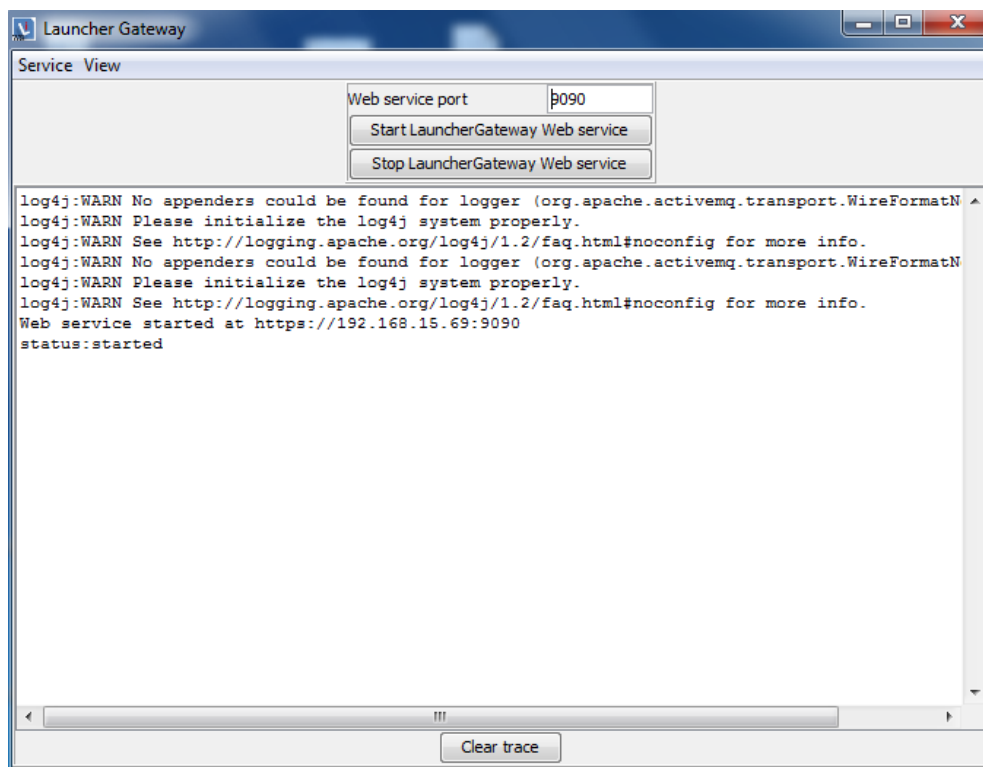 Launcher Gateway
Service View
Web service port 9090
Start LauncherGateway Web service
Stop LauncherGateway Web service
log4j:WARN No appenders could be found for logger (org.apache.activemq.transport.WireFormatN
log4j:WARN Please initialize the log4j system properly.
log4j:WARN See http://logging.apache.org/log4j/1.2/faq.html#noconfig for more info.
log4j:WARN No appenders could be found for logger (org.apache.activemq.transport.WireFormatN
log4j:WARN Please initialize the log4j system properly.
log4j:WARN See http://logging.apache.org/log4j/1.2/faq.html#noconfig for more info.
Web service started at https://192.168.15.69:9090
status:started
Clear trace